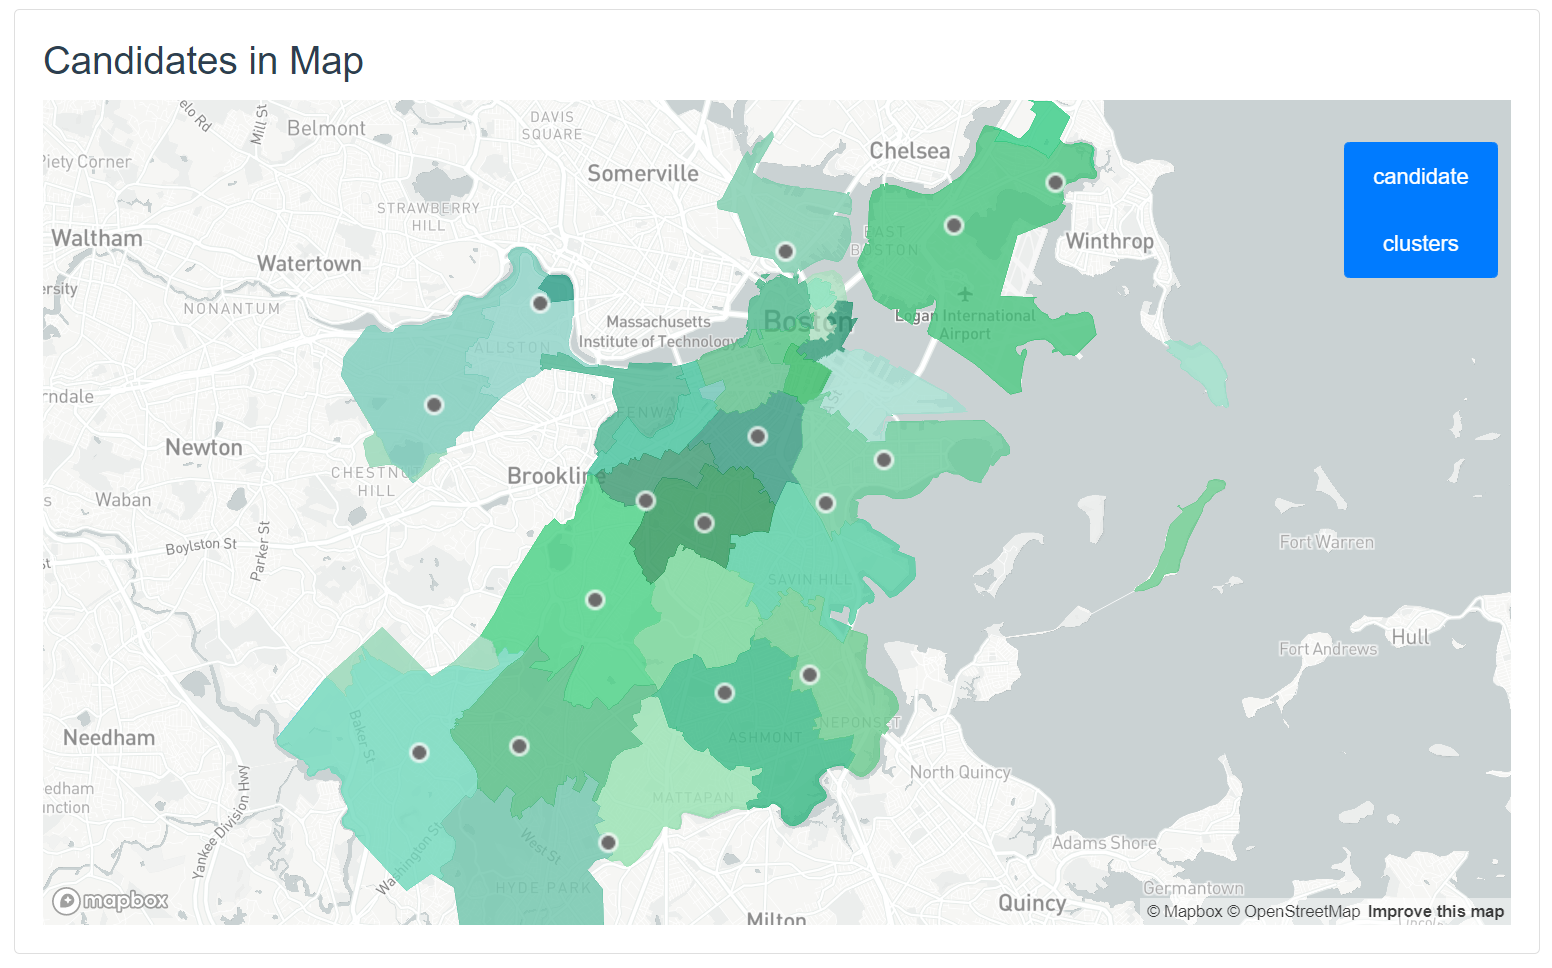 Candidates in Map
candidate
clusters
elo Rd
Mill St
Belmont
DAVIS
SQUARE
Chelsea
Piety Corner
Somerville
STRAWBERRY
HILL
Waltham
EAST
BOSTON
Winthrop
Watertown
ersity
NONANTUM
Massachusetts
Institute of Technology
Boston
Logan International
Airport
ALLSTON
rndale
FENWAY
Newton
CHESTNUT
HILL
Brookline
Waban
s
Boylston St
Parker St
st
Fort Warren
SAVIN HILL
Hull
Fort Andrews
Needham
Baker St
ASHMONT
NEPONSET
North Quincy
edham
unction
Yankee Division Hwy
Washington St
West St
MATTAPAN
Adams Shore
HYDE PARK
Germantown
Quincy
Milton
mapbox
© Mapbox © OpenStreetMap Improve this map